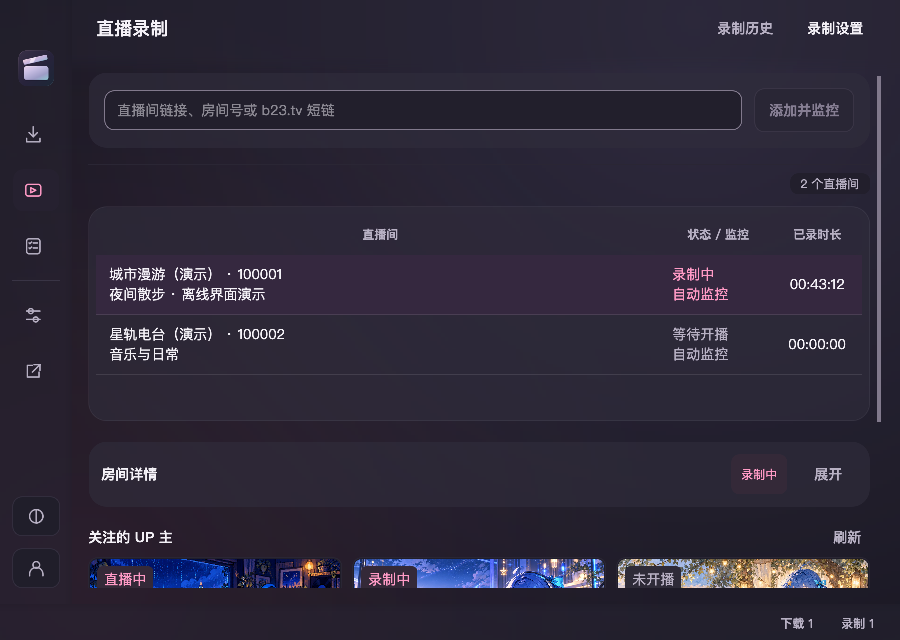 直播录制
录制历史
录制设置
直播间链接、房间号或 b23.tv 短链
添加并监控
2 个直播间
直播间
状态 / 监控
已录时长
城市漫游（演示） · 100001
夜间散步 · 离线界面演示
录制中
自动监控
00:43:12
星轨电台（演示） · 100002
音乐与日常
等待开播
自动监控
00:00:00
房间详情
录制中
展开
关注的 UP 主
刷新
直播中
录制中
未开播
下载 1
录制 1